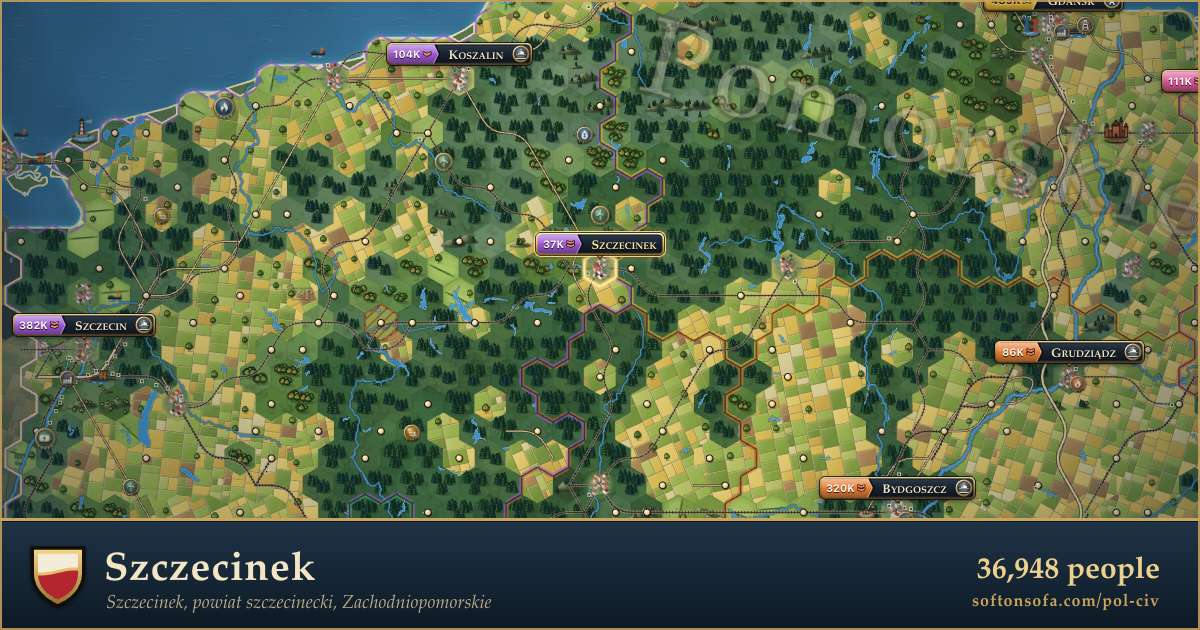 GDAŃSK
104K KOSZALIN
111K
Pomorskie
37K SZCZECINEK
382K SZCZECIN
86K GRUDZIĄDZ
320K BYDGOSZCZ
Szczecinek
36,948 people
Szczecinek, powiat szczecinecki, Zachodniopomorskie
softonsofa.com/pol-civ